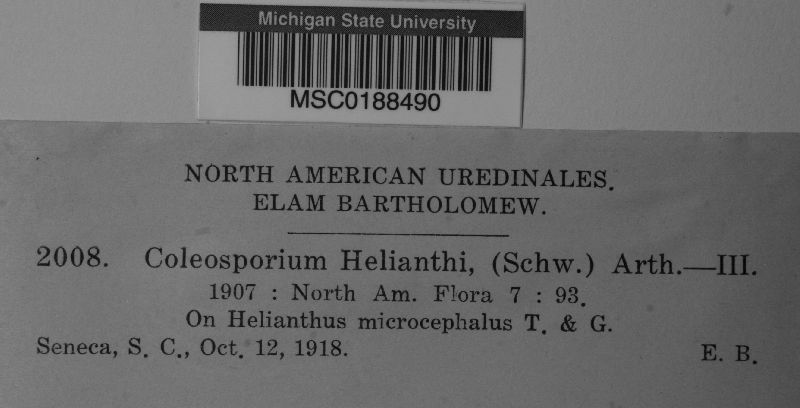 Michigan State University
MSC0188490
NORTH AMERICAN UREDINALES.
ELAM BARTHOLOMEW.
2008. Coleosporium Helianthi, (Schw.) Arth.—III.
1907 : North Am. Flora 7 : 93.
On Helianthus microcephalus T. & G.
Seneca, S. C., Oct. 12, 1918. E. B.